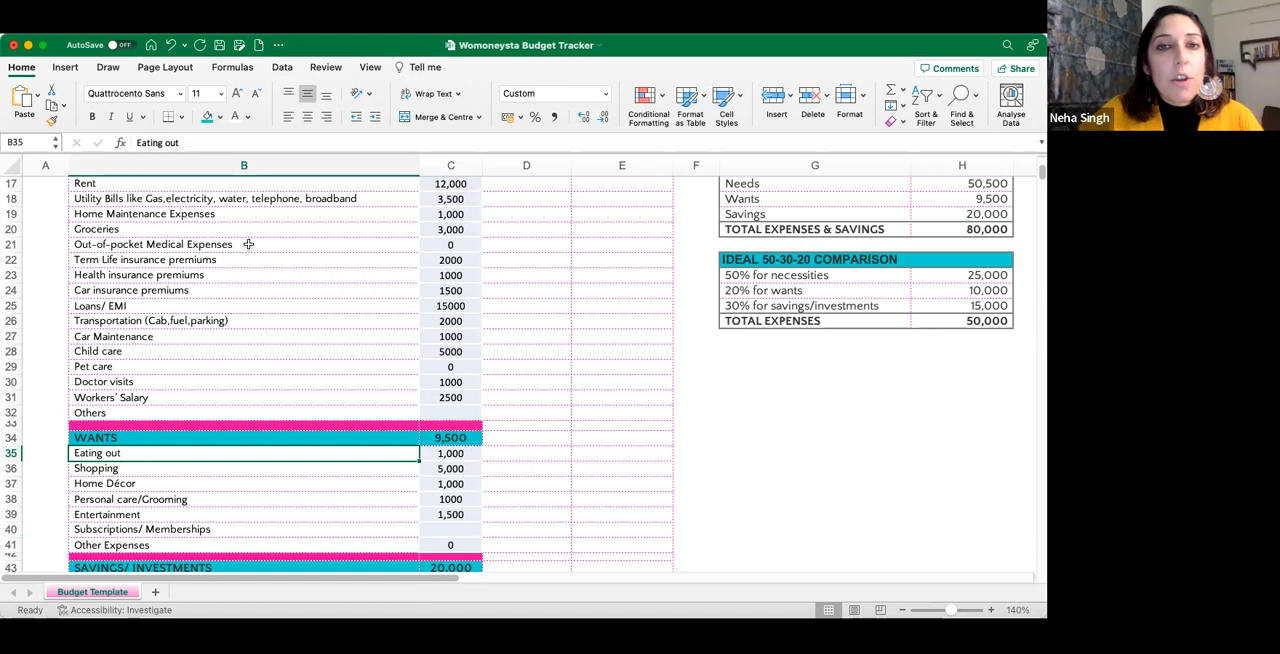 AutoSave OFF
Womoneysta Budget Tracker
Home Insert Draw Page Layout Formulas Data Review View Tell me
Comments Share
Paste
Quattrocento Sans 11
B I U
Wrap Text
Merge & Centre
Custom
Conditional Formatting
Format as Table
Cell Styles
Insert
Delete
Format
Sort & Filter
Find & Select
Analyse Data
B35 fx Eating out
A B C D E F G H
17 Rent 12,000 Needs 50,500
18 Utility Bills like Gas,electricity, water, telephone, broadband 3,500 Wants 9,500
19 Home Maintenance Expenses 1,000 Savings 20,000
20 Groceries 3,000 TOTAL EXPENSES & SAVINGS 80,000
21 Out-of-pocket Medical Expenses 0
22 Term Life insurance premiums 2000 IDEAL 50-30-20 COMPARISON
23 Health insurance premiums 1000 50% for necessities 25,000
24 Car insurance premiums 1500 20% for wants 10,000
25 Loans/ EMI 15000 30% for savings/investments 15,000
26 Transportation (Cab,fuel,parking) 2000 TOTAL EXPENSES 50,000
27 Car Maintenance 1000
28 Child care 5000
29 Pet care 0
30 Doctor visits 1000
31 Workers' Salary 2500
32 Others
33
34 WANTS 9,500
35 Eating out 1,000
36 Shopping 5,000
37 Home Décor 1,000
38 Personal care/Grooming 1000
39 Entertainment 1,500
40 Subscriptions/ Memberships
41 Other Expenses 0
42
43 SAVINGS/ INVESTMENTS 20,000
Budget Template
Ready Accessibility: Investigate 140%
Neha Singh